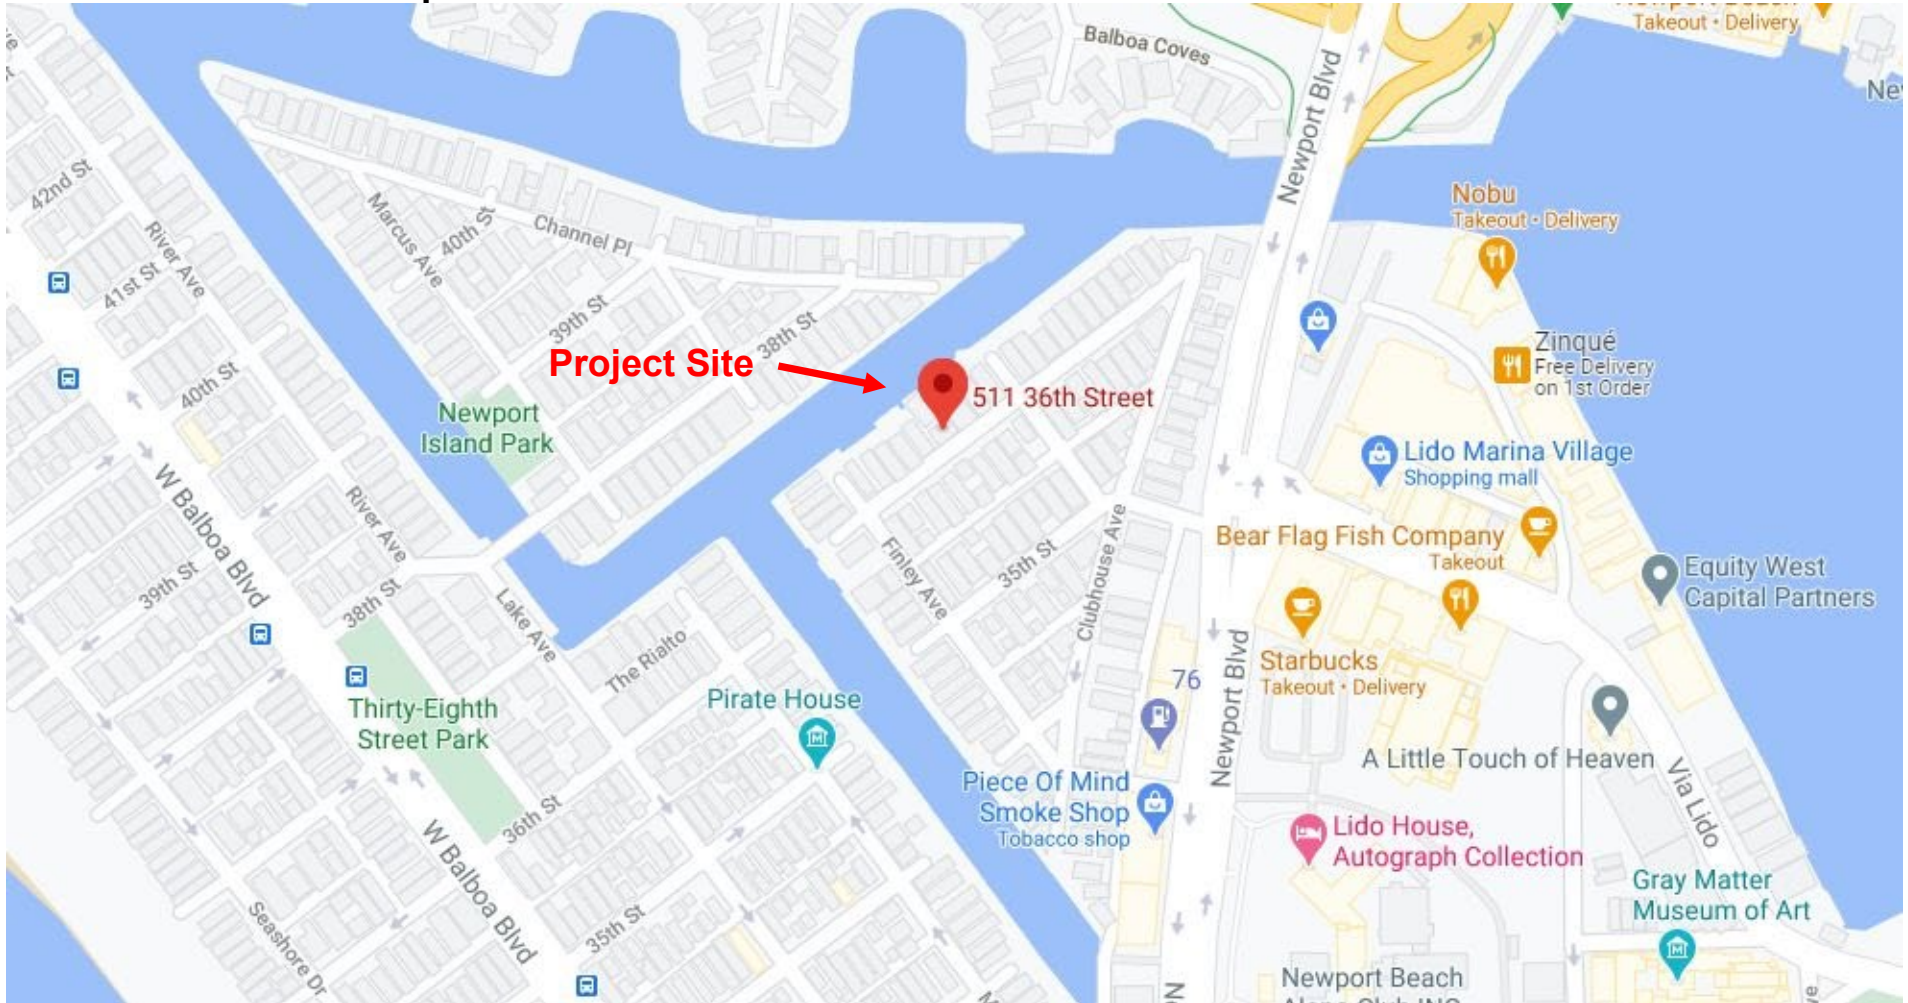 Balboa Coves
Newport Blvd
Takeout • Delivery
42nd St
River Ave
41st St
Marcus Ave
40th St
Channel Pl
39th St
38th St
Nobu
Takeout • Delivery
Zinqué
Free Delivery
on 1st Order
Project Site
511 36th Street
40th St
Newport
Island Park
Lido Marina Village
Shopping mall
W Balboa Blvd
River Ave
Bear Flag Fish Company
Takeout
Clubhouse Ave
35th St
Finley Ave
Equity West
Capital Partners
39th St
38th St
Lake Ave
The Rialto
Starbucks
Takeout • Delivery
Newport Blvd
76
Thirty-Eighth
Street Park
Pirate House
A Little Touch of Heaven
Via Lido
Piece Of Mind
Smoke Shop
Tobacco shop
36th St
W Balboa Blvd
Lido House,
Autograph Collection
Gray Matter
Museum of Art
Seashore Dr
35th St
Newport Beach